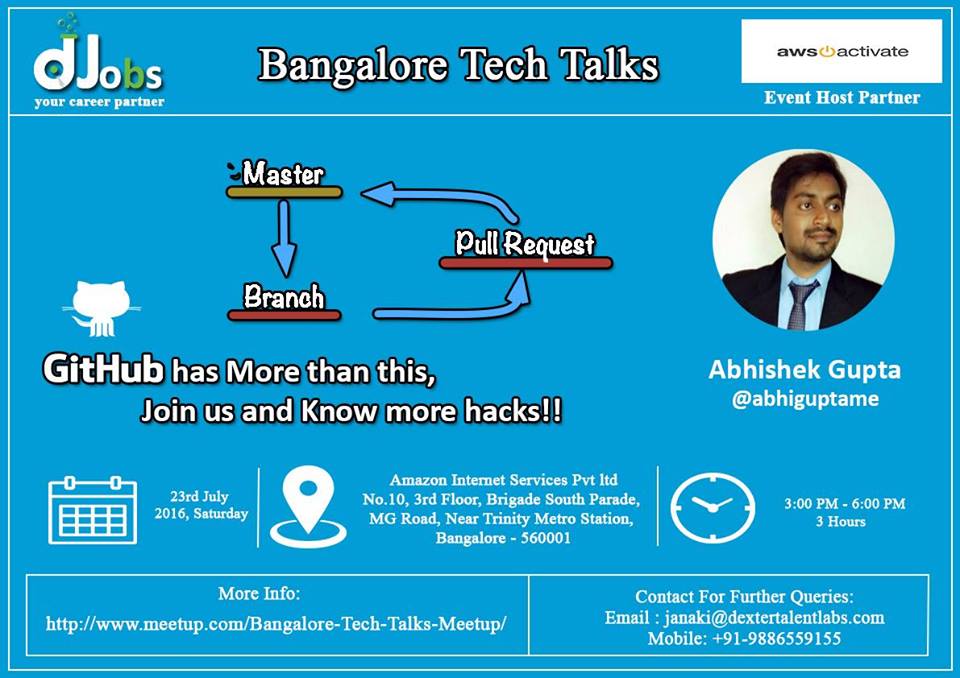 dJobs
your career partner
Bangalore Tech Talks
aws activate
Event Host Partner
Master
Pull Request
Branch
GitHub has More than this,
Join us and Know more hacks!!
Abhishek Gupta
@abhiguptame
23rd July
2016, Saturday
Amazon Internet Services Pvt ltd
No.10, 3rd Floor, Brigade South Parade,
MG Road, Near Trinity Metro Station,
Bangalore - 560001
3:00 PM - 6:00 PM
3 Hours
More Info:
http://www.meetup.com/Bangalore-Tech-Talks-Meetup/
Contact For Further Queries:
Email : janaki@dextertalentlabs.com
Mobile: +91-9886559155